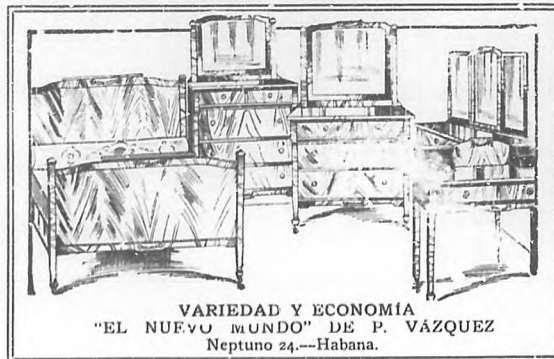 VARIEDAD Y ECONOMÍA
"EL NUEVO MUNDO" DE P. VÁZQUEZ
Neptuno 24.--Habana.